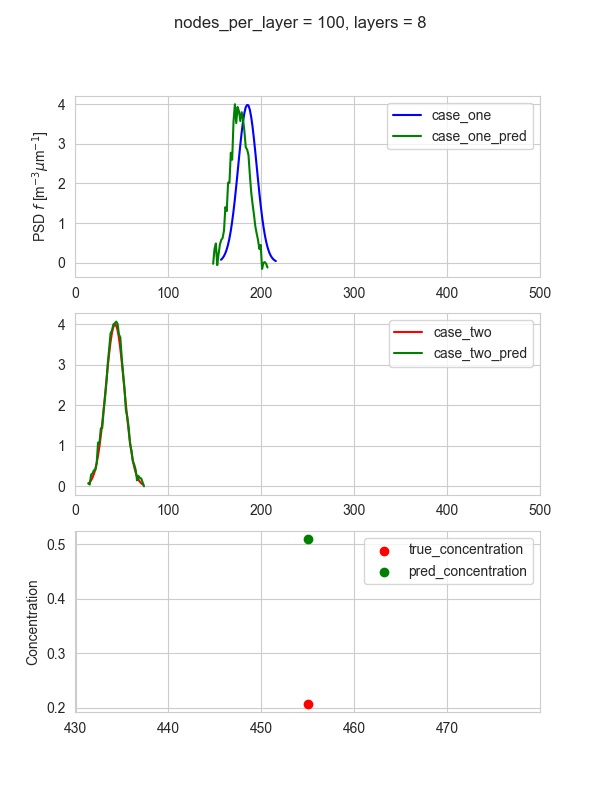 nodes_per_layer = 100, layers = 8
PSD f [m⁻³μm⁻¹]
4
3
2
1
0
case_one
case_one_pred
0 100 200 300 400 500
4
3
2
1
0
case_two
case_two_pred
0 100 200 300 400 500
Concentration
0.5
0.4
0.3
0.2
true_concentration
pred_concentration
430 440 450 460 470